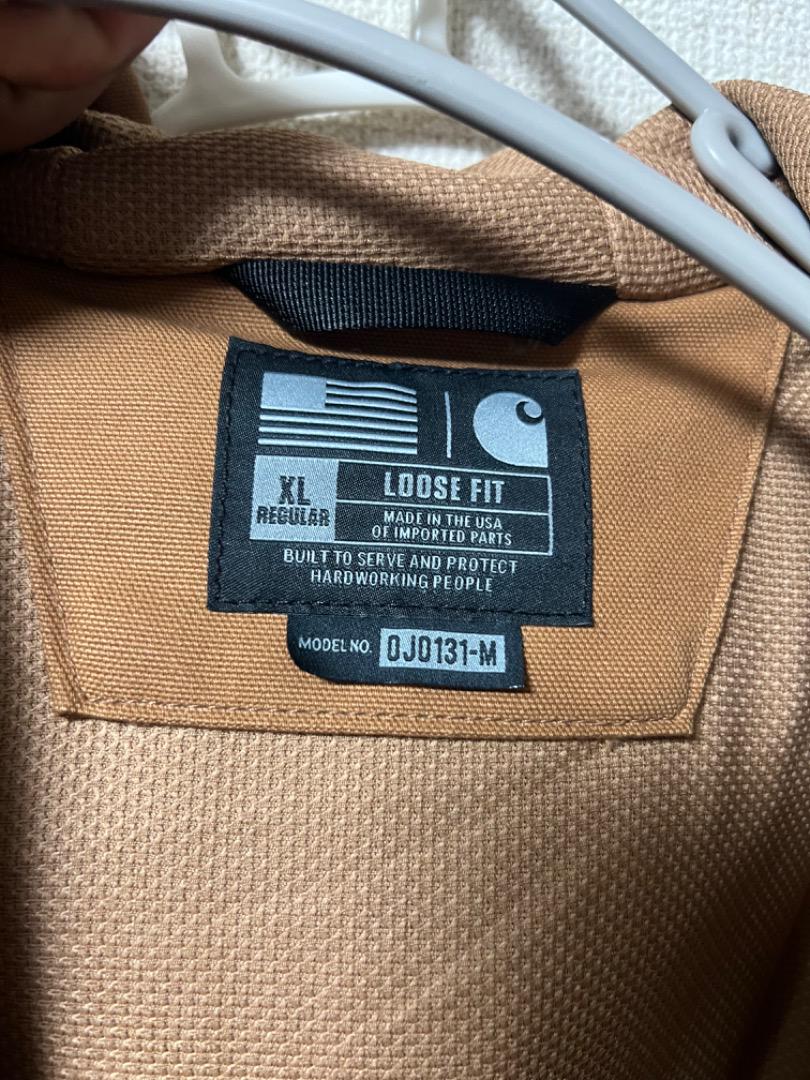 XL
REGULAR
LOOSE FIT
MADE IN THE USA
OF IMPORTED PARTS
BUILT TO SERVE AND PROTECT
HARDWORKING PEOPLE
MODEL NO. OJ0131-M